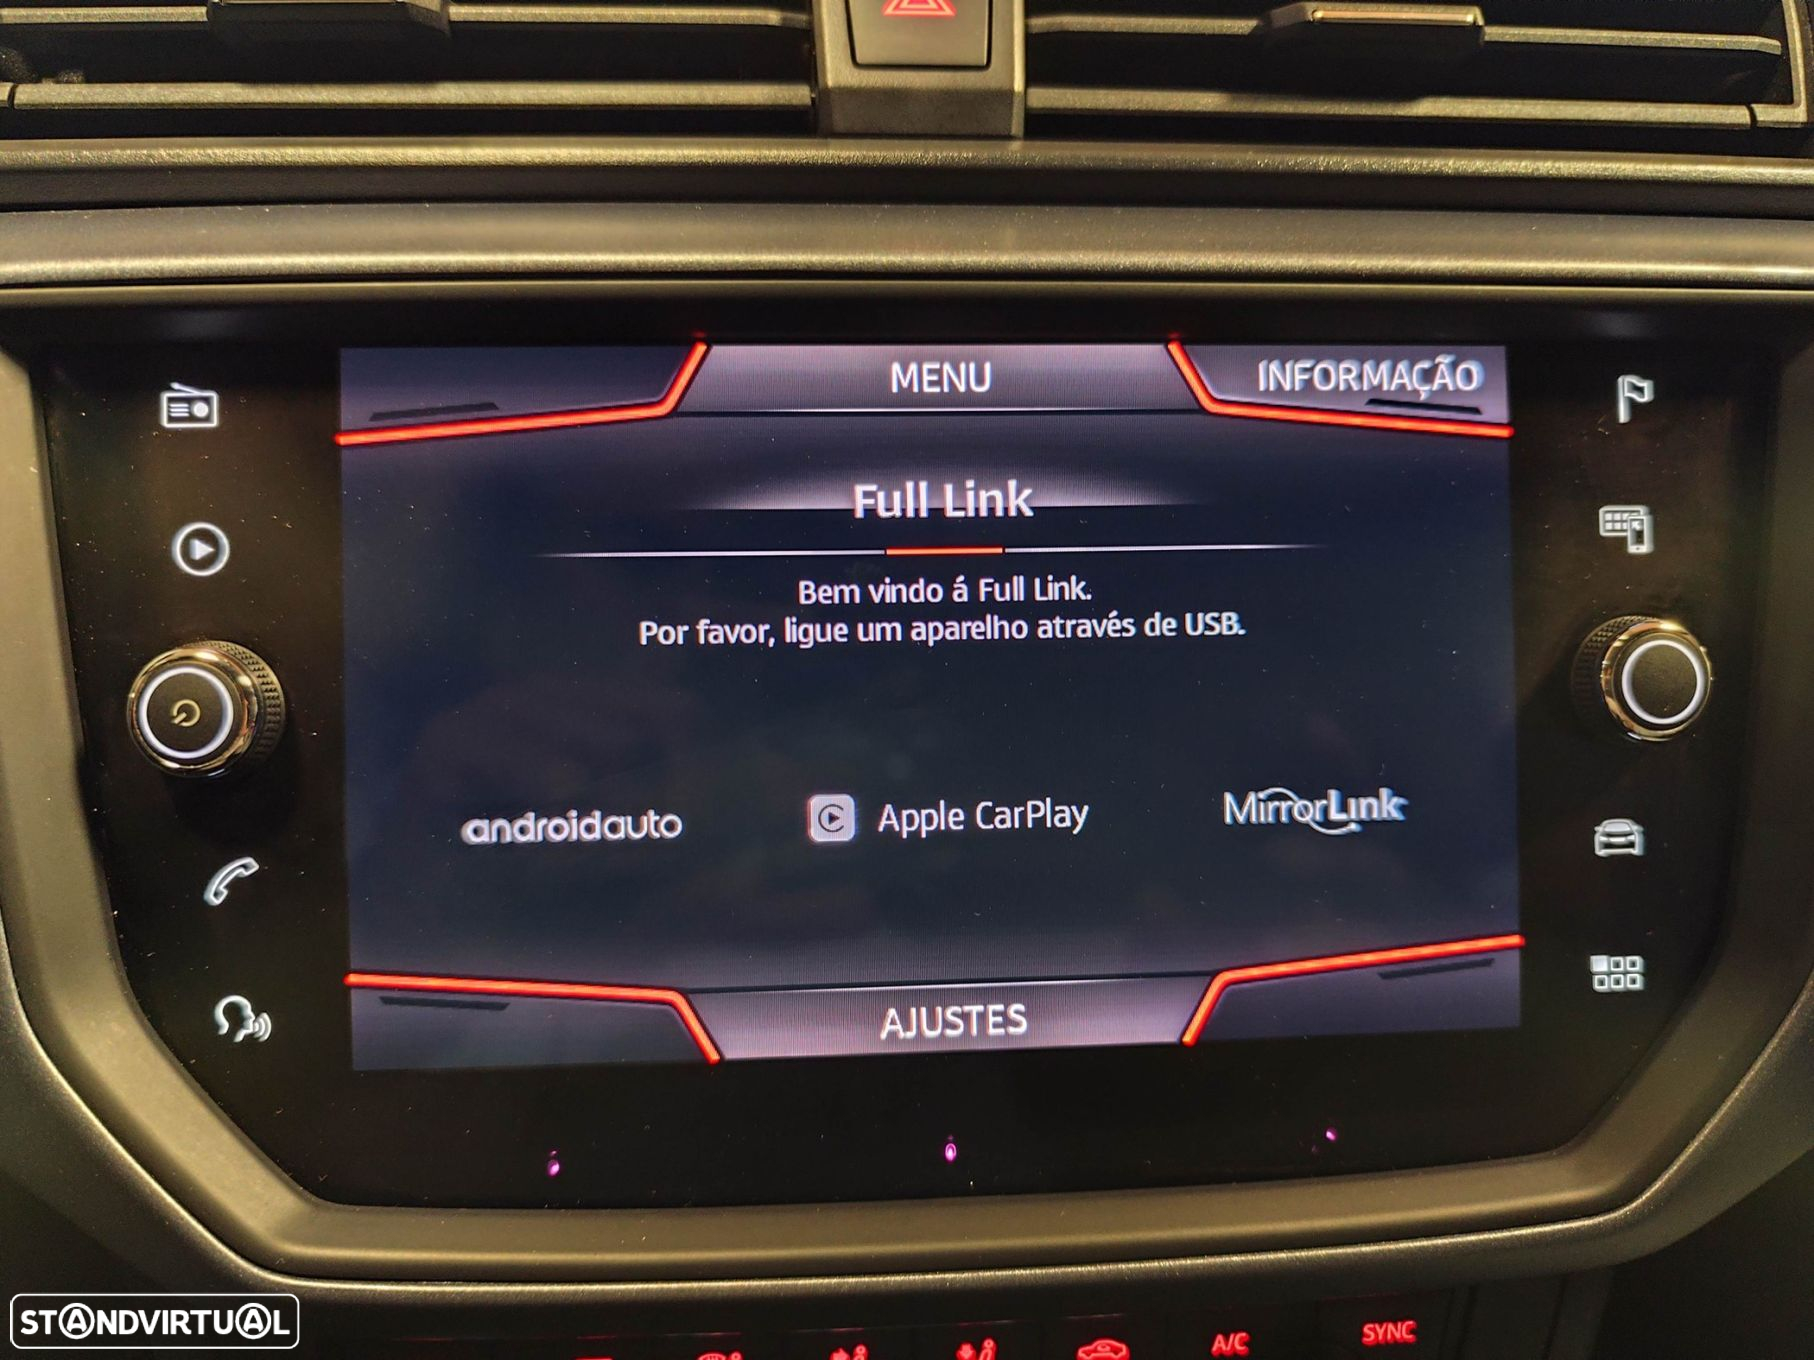 MENU
INFORMAÇÃO
Full Link
Bem vindo á Full Link.
Por favor, ligue um aparelho através de USB.
androidauto
Apple CarPlay
MirrorLink
AJUSTES
A/C
SYNC
STANDVIRTUAL